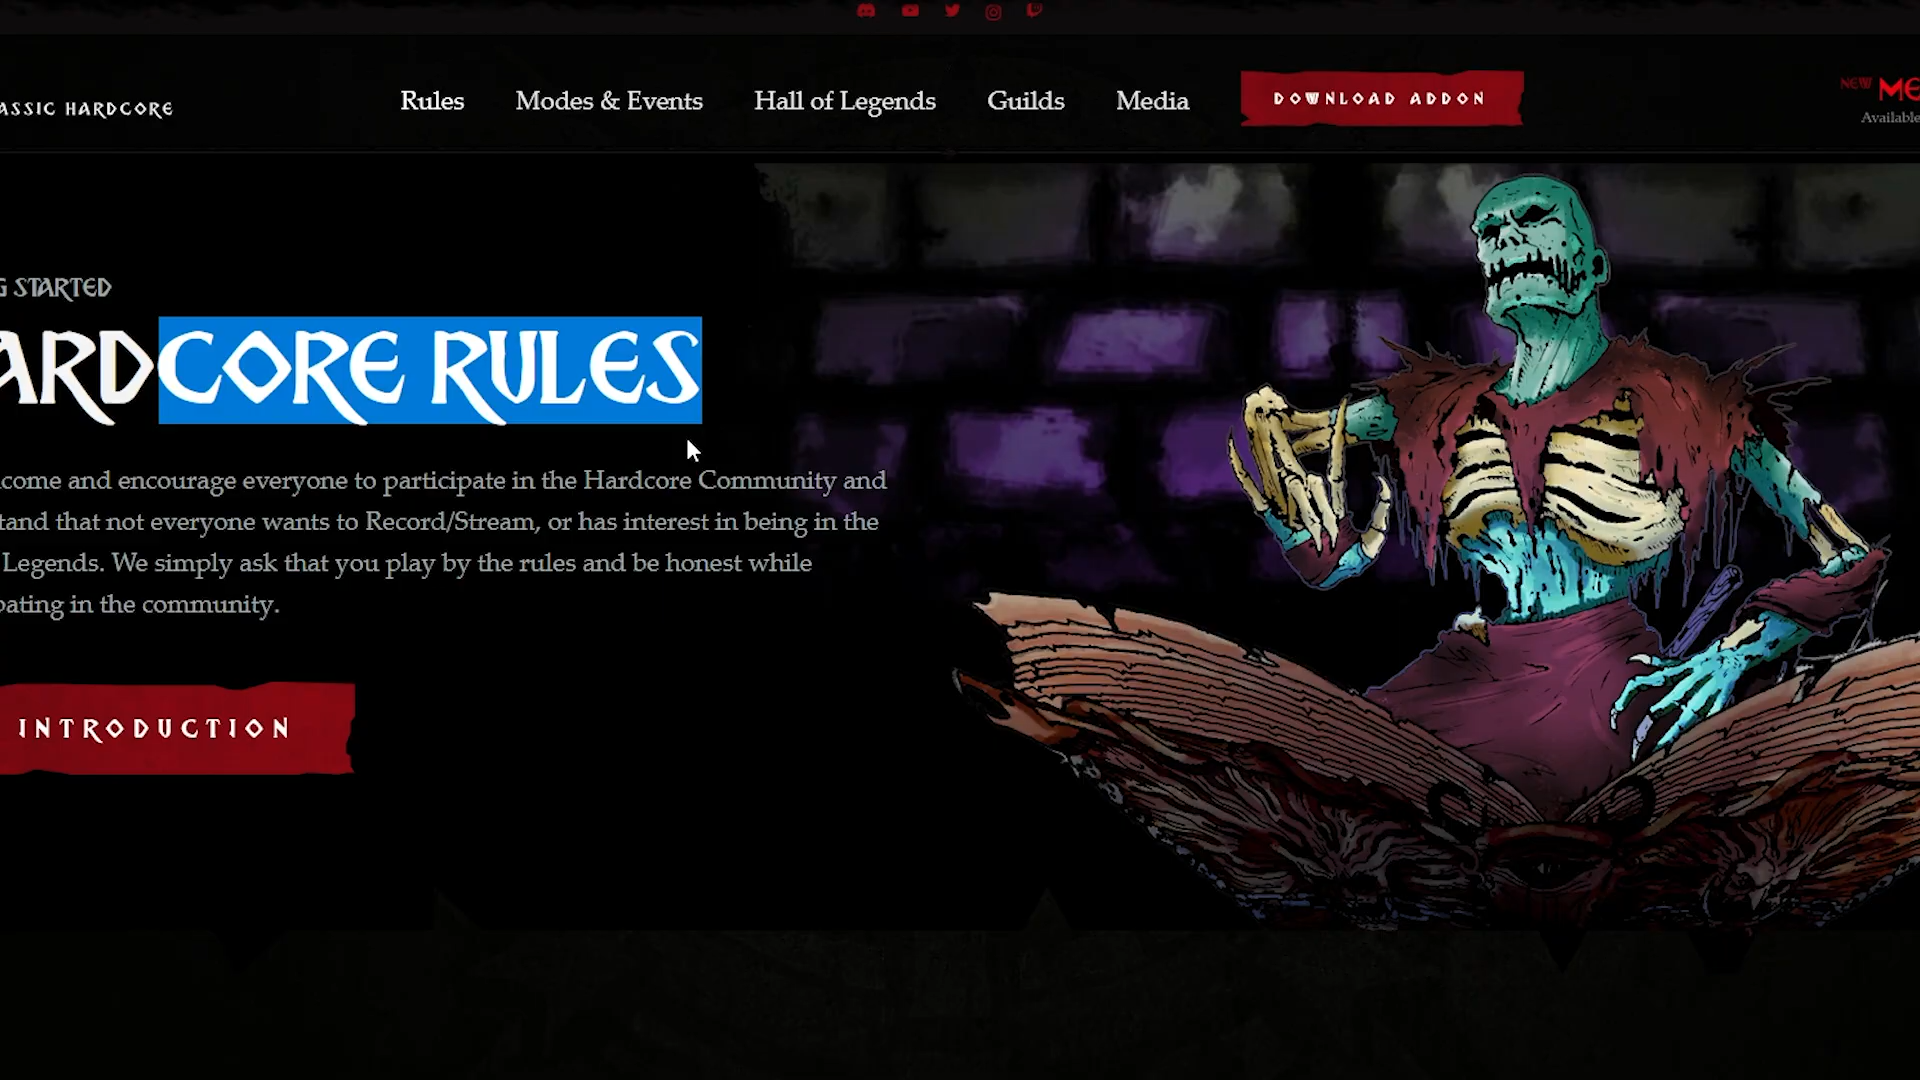 ASSIC HARDCORE
Rules
Modes & Events
Hall of Legends
Guilds
Media
DOWNLOAD ADDON
NEW ME
Available
G STARTED
ARDCORE RULES
come and encourage everyone to participate in the Hardcore Community and
tand that not everyone wants to Record/Stream, or has interest in being in the
Legends. We simply ask that you play by the rules and be honest while
pating in the community.
INTRODUCTION